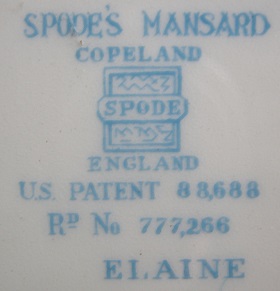 SPODE'S MANSARD
COPELAND
SPODE
ENGLAND
U.S. PATENT 88,688
Rᴰ No 777,266
ELAINE